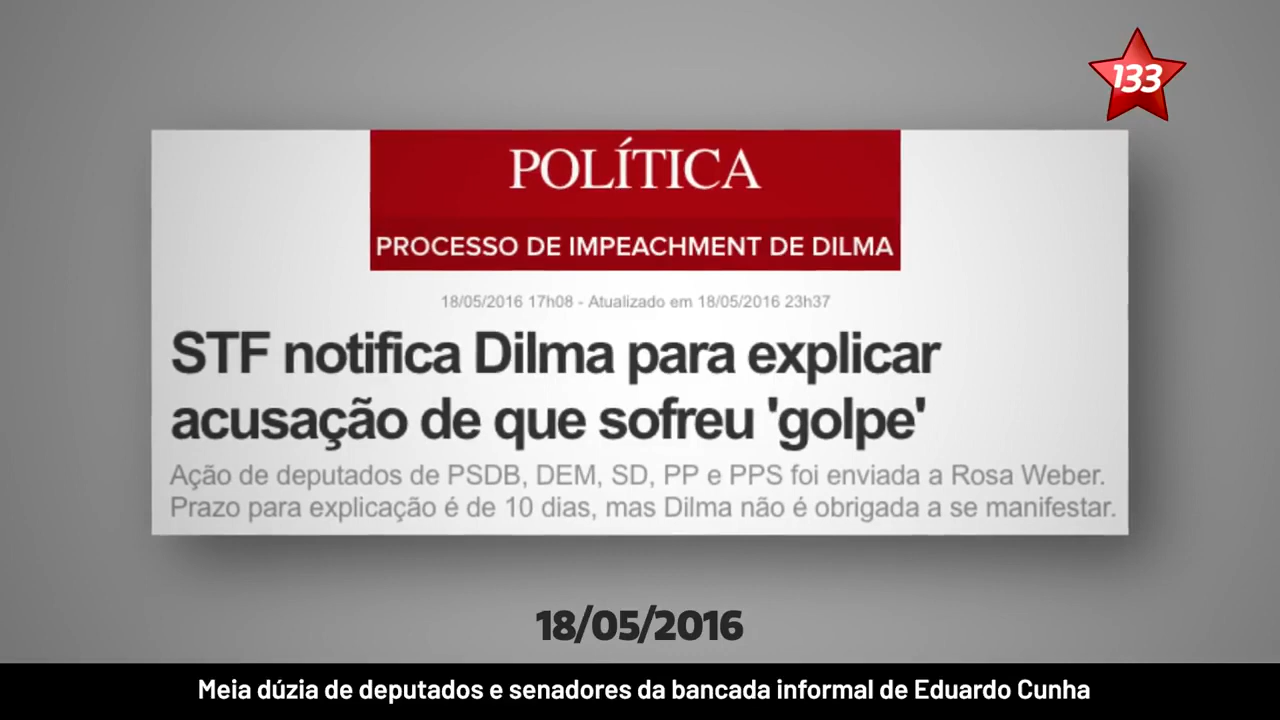 133
POLÍTICA
PROCESSO DE IMPEACHMENT DE DILMA
18/05/2016 17h08 - Atualizado em 18/05/2016 23h37
STF notifica Dilma para explicar
acusação de que sofreu 'golpe'
Ação de deputados de PSDB, DEM, SD, PP e PPS foi enviada a Rosa Weber.
Prazo para explicação é de 10 dias, mas Dilma não é obrigada a se manifestar.
18/05/2016
Meia dúzia de deputados e senadores da bancada informal de Eduardo Cunha